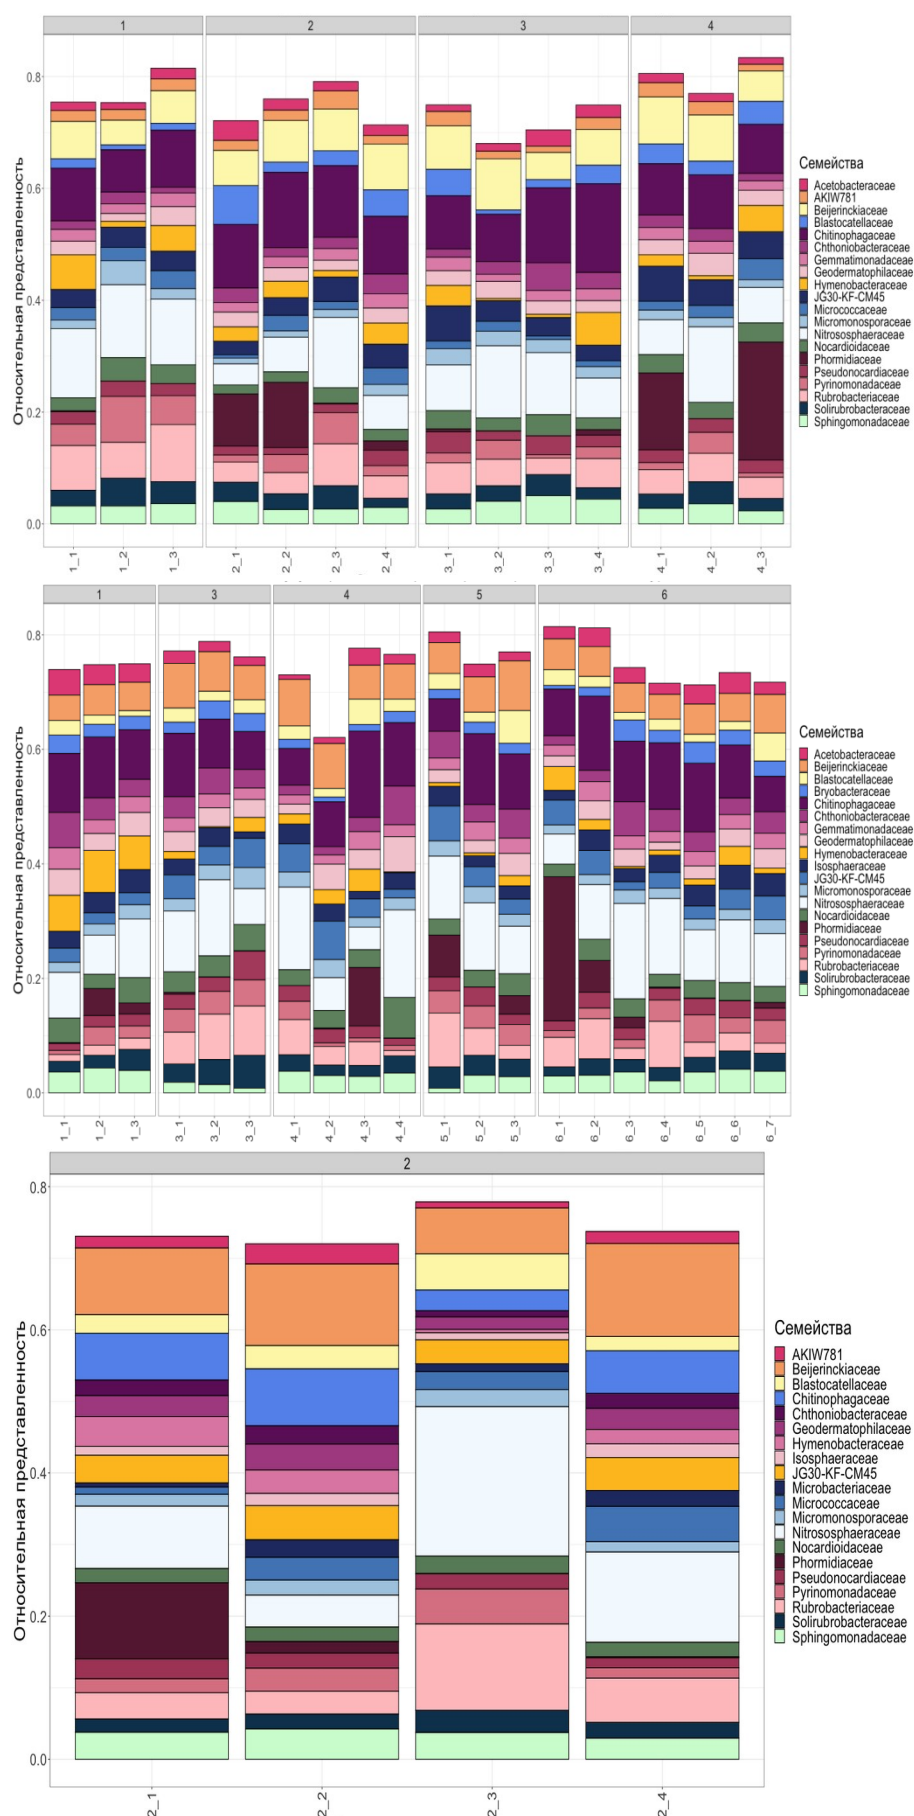 1 2 3 4
Относительная представленность
0.8
0.6
0.4
0.2
0.0
1_1 1_2 1_3 2_1 2_2 2_3 2_4 3_1 3_2 3_3 3_4 4_1 4_2 4_3
Семейства
Acetobacteraceae
AKIW781
Beijerinckiaceae
Blastocatellaceae
Chitinophagaceae
Chthoniobacteraceae
Gemmatimonadaceae
Geodermatophilaceae
Hymenobacteraceae
JG30-KF-CM45
Micrococcaceae
Micromonosporaceae
Nitrososphaeraceae
Nocardioidaceae
Phormidiaceae
Pseudonocardiaceae
Pyrinomonadaceae
Rubrobacteriaceae
Solirubrobacteraceae
Sphingomonadaceae
1 3 4 5 6
Относительная представленность
0.8
0.6
0.4
0.2
0.0
1_1 1_2 1_3 3_1 3_2 3_3 4_1 4_2 4_3 4_4 5_1 5_2 5_3 6_1 6_2 6_3 6_4 6_5 6_6 6_7
Семейства
Acetobacteraceae
Beijerinckiaceae
Blastocatellaceae
Bryobacteraceae
Chitinophagaceae
Chthoniobacteraceae
Gemmatimonadaceae
Geodermatophilaceae
Hymenobacteraceae
Isosphaeraceae
JG30-KF-CM45
Micromonosporaceae
Nitrososphaeraceae
Nocardioidaceae
Phormidiaceae
Pseudonocardiaceae
Pyrinomonadaceae
Rubrobacteriaceae
Solirubrobacteraceae
Sphingomonadaceae
2
Относительная представленность
0.8
0.6
0.4
0.2
0.0
2_1 2_2 2_3 2_4
Семейства
AKIW781
Beijerinckiaceae
Blastocatellaceae
Chitinophagaceae
Chthoniobacteraceae
Geodermatophilaceae
Hymenobacteraceae
Isosphaeraceae
JG30-KF-CM45
Microbacteriaceae
Micrococcaceae
Micromonosporaceae
Nitrososphaeraceae
Nocardioidaceae
Phormidiaceae
Pseudonocardiaceae
Pyrinomonadaceae
Rubrobacteriaceae
Solirubrobacteraceae
Sphingomonadaceae